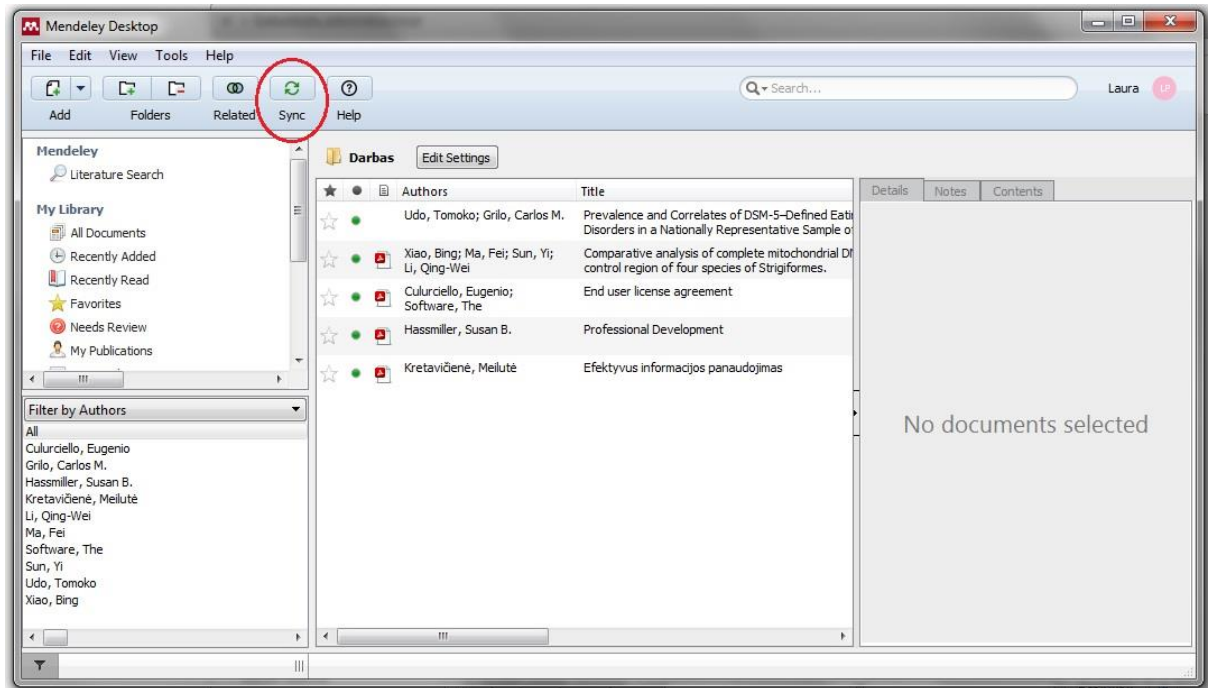 Mendeley Desktop
File Edit View Tools Help
Search...
Laura LP
Add Folders Related Sync Help
Mendeley
Literature Search
My Library
All Documents
Recently Added
Recently Read
Favorites
Needs Review
My Publications
Filter by Authors
All
Culurciello, Eugenio
Grilo, Carlos M.
Hassmiller, Susan B.
Kretavičienė, Meilutė
Li, Qing-Wei
Ma, Fei
Software, The
Sun, Yi
Udo, Tomoko
Xiao, Bing
Darbas Edit Settings
Authors Title
Udo, Tomoko; Grilo, Carlos M. Prevalence and Correlates of DSM-5–Defined Eati
Disorders in a Nationally Representative Sample o
Xiao, Bing; Ma, Fei; Sun, Yi; Comparative analysis of complete mitochondrial D
Li, Qing-Wei control region of four species of Strigiformes.
Culurciello, Eugenio; End user license agreement
Software, The
Hassmiller, Susan B. Professional Development
Kretavičienė, Meilutė Efektyvus informacijos panaudojimas
Details Notes Contents
No documents selected